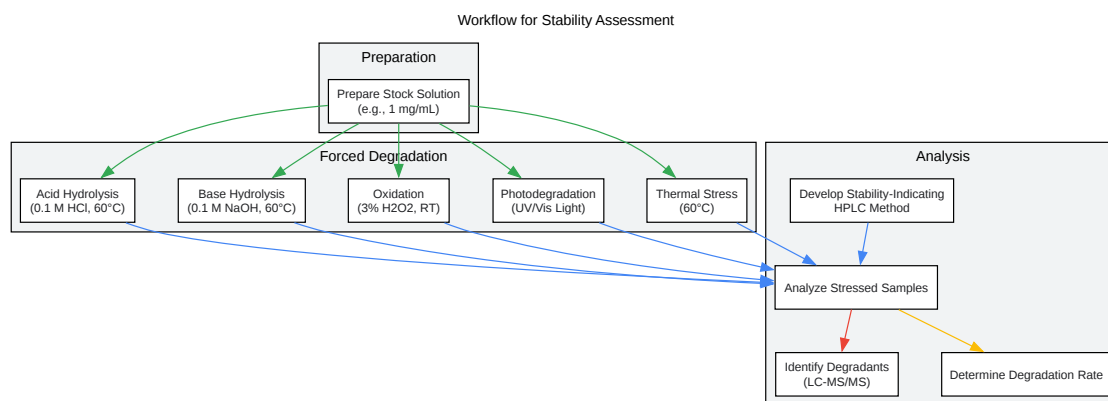 Workflow for Stability Assessment
Preparation
Prepare Stock Solution
(e.g., 1 mg/mL)
Forced Degradation
Acid Hydrolysis
(0.1 M HCl, 60°C)
Base Hydrolysis
(0.1 M NaOH, 60°C)
Oxidation
(3% H2O2, RT)
Photodegradation
(UV/Vis Light)
Thermal Stress
(60°C)
Analysis
Develop Stability-Indicating
HPLC Method
Analyze Stressed Samples
Identify Degradants
(LC-MS/MS)
Determine Degradation Rate